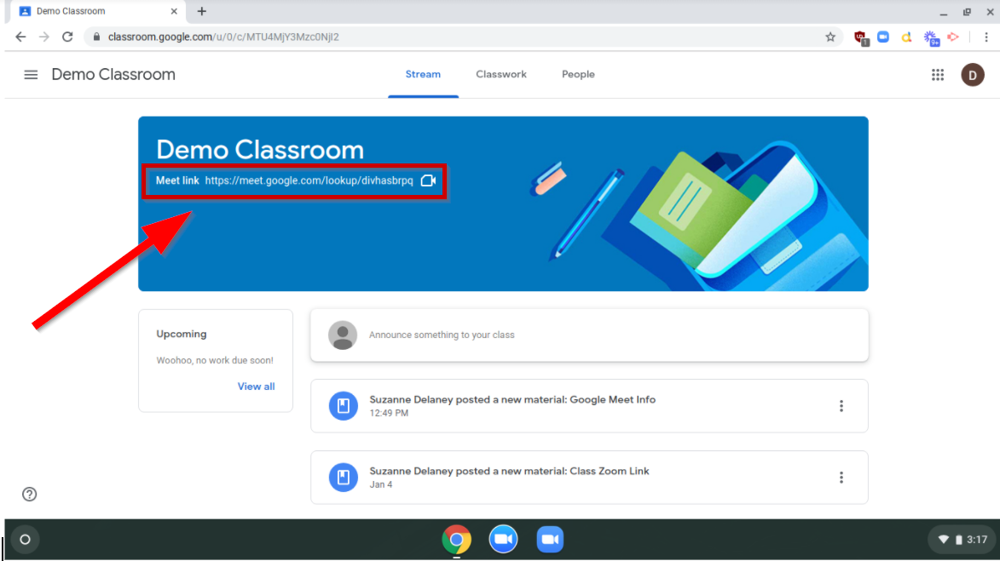 Demo Classroom
classroom.google.com/u/0/c/MTU4MjY3Mzc0NjI2
1
9+
Demo Classroom
Stream
Classwork
People
D
Demo Classroom
Meet link https://meet.google.com/lookup/divhasbrpq
Upcoming
Woohoo, no work due soon!
View all
Announce something to your class
Suzanne Delaney posted a new material: Google Meet Info
12:49 PM
Suzanne Delaney posted a new material: Class Zoom Link
Jan 4
3:17